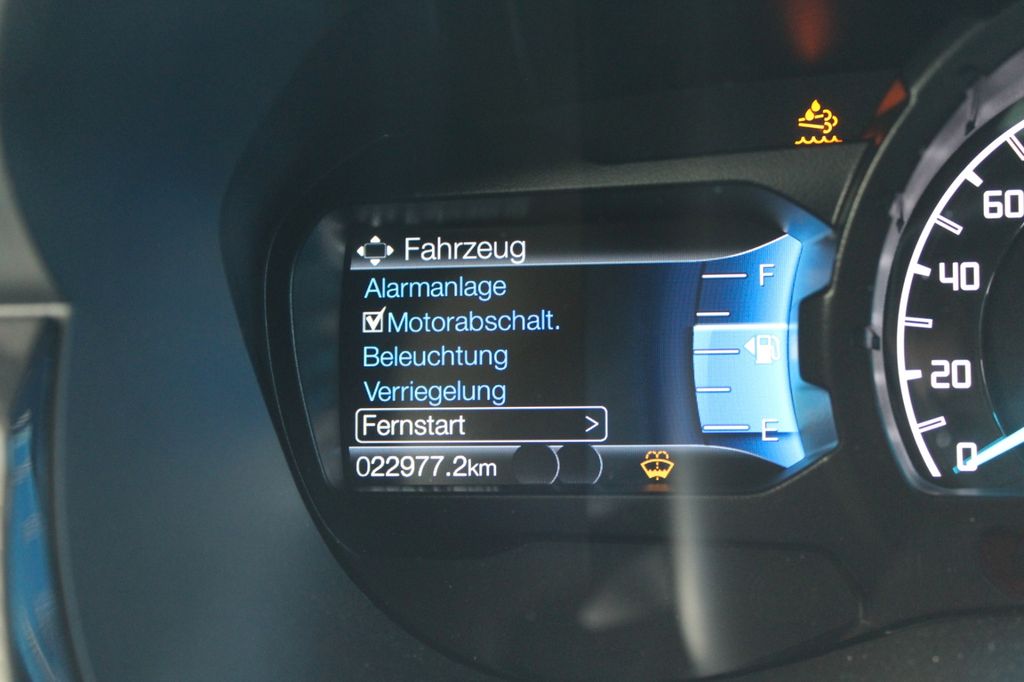 Fahrzeug
Alarmanlage
Motorabschalt.
Beleuchtung
Verriegelung
Fernstart >
022977.2km
F
E
60
40
20
0